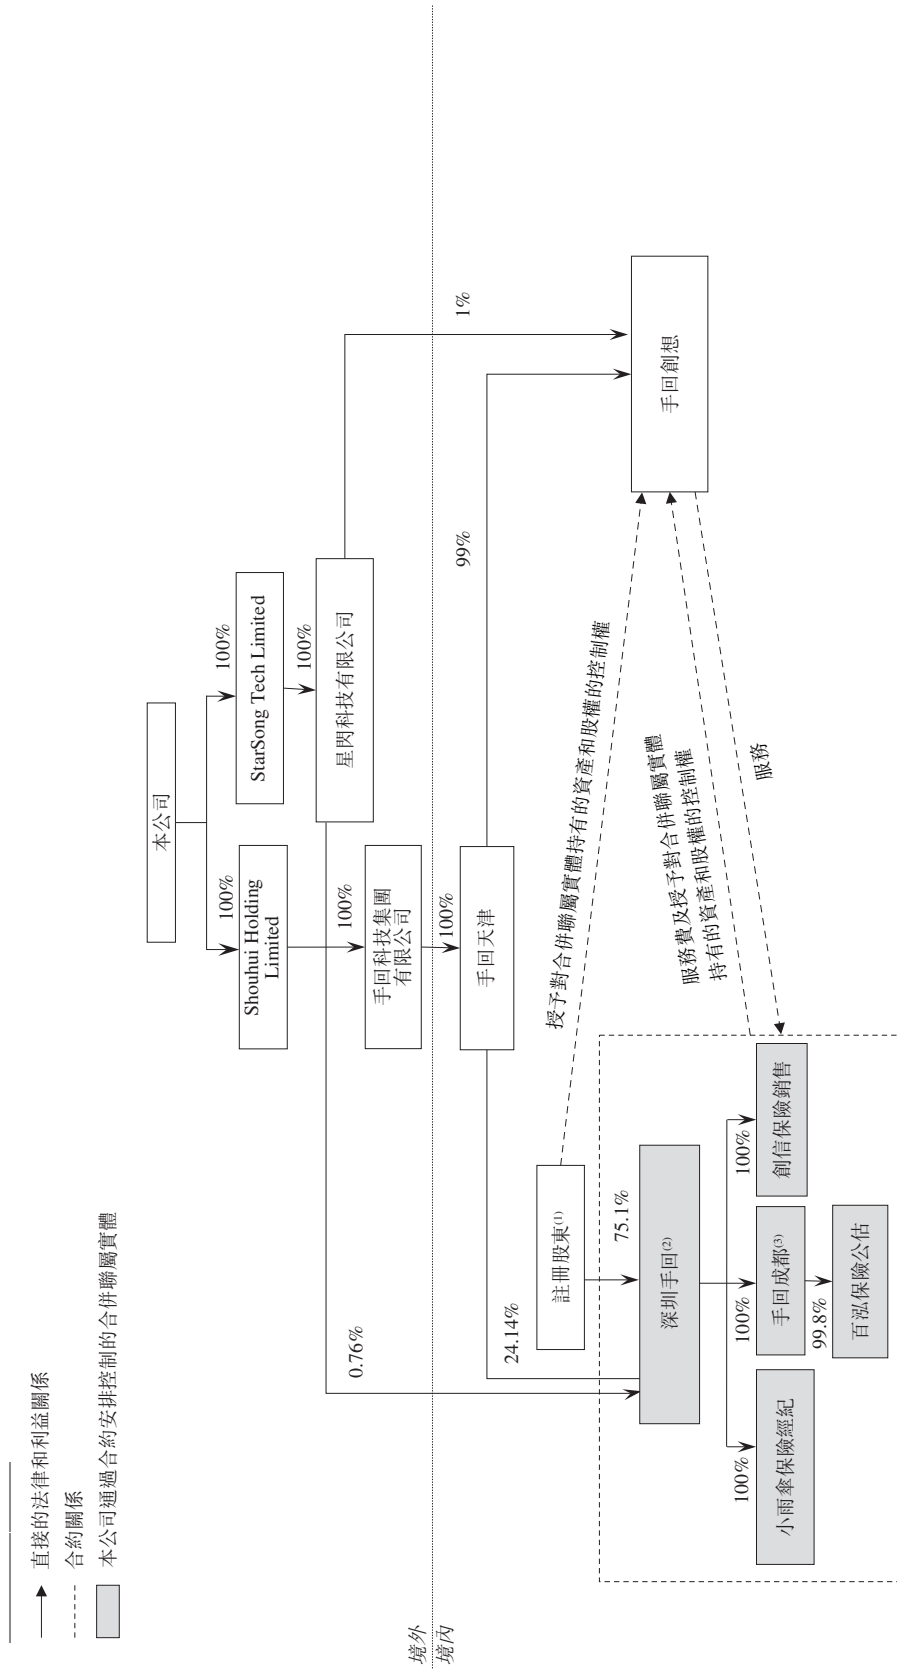 本公司
100%
100%
Shouhui Holding
Limited
StarSong Tech Limited
100%
星閃科技有限公司
100%
手回科技集團
有限公司
境外
境內
0.76%
100%
1%
手回天津
24.14%
99%
註冊股東(1)
授予對合併聯屬實體持有的資產和股權的控制權
75.1%
深圳手回(2)
手回創想
服務費及授予對合併聯屬實體
持有的資產和股權的控制權
服務
100%
100%
100%
小雨傘保險經紀
手回成都(3)
創信保險銷售
99.8%
百泓保險公估
直接的法律和利益關係
合約關係
本公司通過合約安排控制的合併聯屬實體